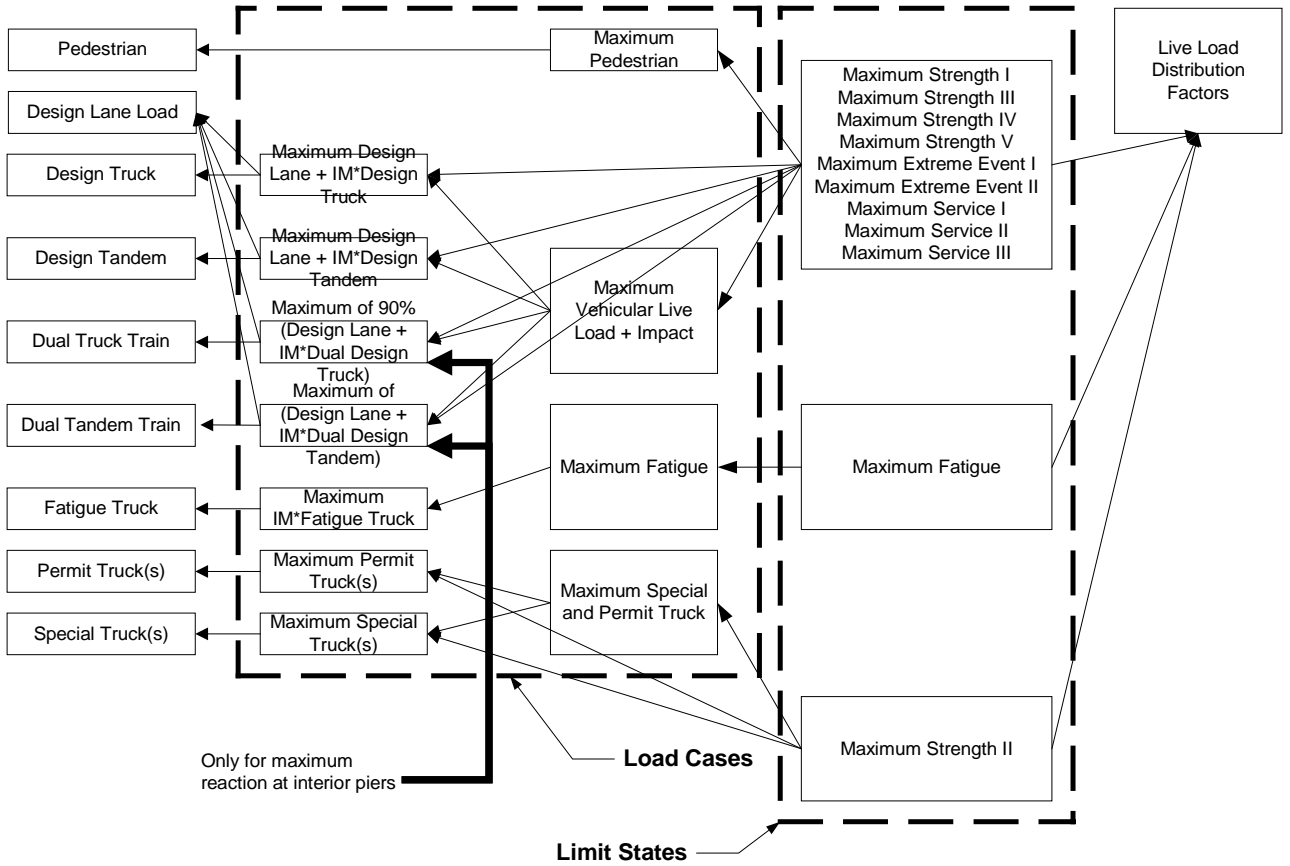 Pedestrian
Design Lane Load
Design Truck
Design Tandem
Dual Truck Train
Dual Tandem Train
Fatigue Truck
Permit Truck(s)
Special Truck(s)
Maximum Design
Lane + IM*Design
Truck
Maximum Design
Lane + IM*Design
Tandem
Maximum of 90%
(Design Lane +
IM*Dual Design
Truck)
Maximum of
(Design Lane +
IM*Dual Design
Tandem)
Maximum
IM*Fatigue Truck
Maximum Permit
Truck(s)
Maximum Special
Truck(s)
Maximum
Pedestrian
Maximum
Vehicular Live
Load + Impact
Maximum Fatigue
Maximum Special
and Permit Truck
Maximum Strength I
Maximum Strength III
Maximum Strength IV
Maximum Strength V
Maximum Extreme Event I
Maximum Extreme Event II
Maximum Service I
Maximum Service II
Maximum Service III
Maximum Fatigue
Maximum Strength II
Live Load
Distribution
Factors
Only for maximum
reaction at interior piers
Load Cases
Limit States